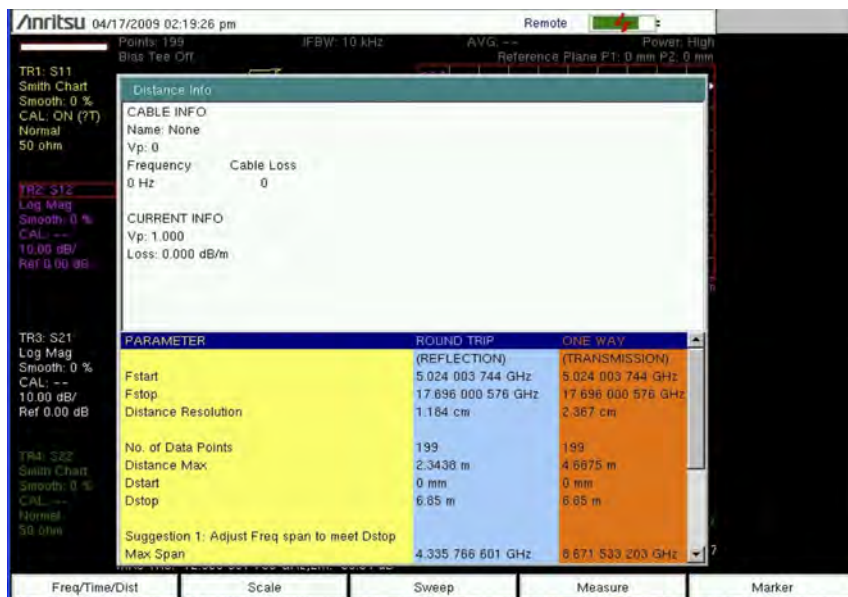 Anritsu 04/17/2009 02:19:26 pm Remote
Points: 199 IFBW: 10 kHz AVG: -- Power: High
Bias Tee Off Reference Plane P1: 0 mm P2: 0 mm
TR1: S11
Smith Chart
Smooth: 0 %
CAL: ON (?T)
Normal
50 ohm
TR2: S12
Log Mag
Smooth: 0 %
CAL: --
10.00 dB/
Ref 0.00 dB
TR3: S21
Log Mag
Smooth: 0 %
CAL: --
10.00 dB/
Ref 0.00 dB
TR4: S22
Smith Chart
Smooth: 0 %
CAL: --
Normal
50 ohm
Distance Info
CABLE INFO
Name: None
Vp: 0
Frequency Cable Loss
0 Hz 0
CURRENT INFO
Vp: 1.000
Loss: 0.000 dB/m
PARAMETER ROUND TRIP ONE WAY
(REFLECTION) (TRANSMISSION)
Fstart 5.024 003 744 GHz 5.024 003 744 GHz
Fstop 17.696 000 576 GHz 17.696 000 576 GHz
Distance Resolution 1.184 cm 2.367 cm
No. of Data Points 199 199
Distance Max 2.3438 m 4.6875 m
Dstart 0 mm 0 mm
Dstop 6.85 m 6.85 m
Suggestion 1: Adjust Freq span to meet Dstop
Max Span 4.335 766 601 GHz 8.671 533 203 GHz
Freq/Time/Dist Scale Sweep Measure Marker